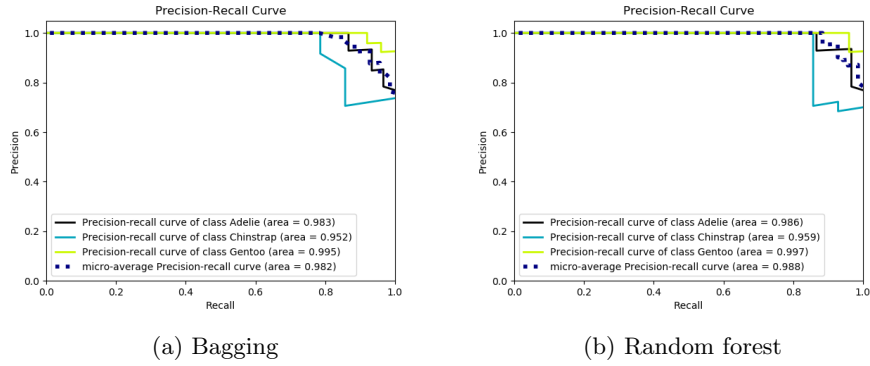 Precision-Recall Curve
1.0
0.8
0.6
0.4
0.2
0.0
Precision
Precision-recall curve of class Adelie (area = 0.983)
Precision-recall curve of class Chinstrap (area = 0.952)
Precision-recall curve of class Gentoo (area = 0.995)
micro-average Precision-recall curve (area = 0.982)
0.0 0.2 0.4 0.6 0.8 1.0
Recall
(a) Bagging
Precision-Recall Curve
1.0
0.8
0.6
0.4
0.2
0.0
Precision
Precision-recall curve of class Adelie (area = 0.986)
Precision-recall curve of class Chinstrap (area = 0.959)
Precision-recall curve of class Gentoo (area = 0.997)
micro-average Precision-recall curve (area = 0.988)
0.0 0.2 0.4 0.6 0.8 1.0
Recall
(b) Random forest